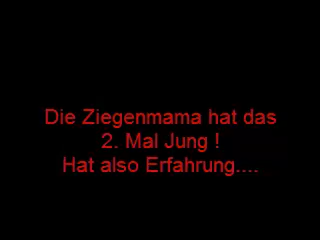 Die Ziegenmama hat das
2. Mal Jung !
Hat also Erfahrung....